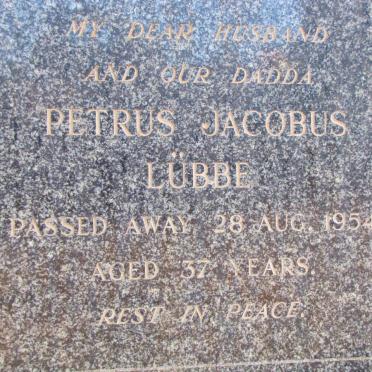 MY DEAR HUSBAND
AND OUR DADDA
PETRUS JACOBUS
LÜBBE
PASSED AWAY 28 AUG. 1954
AGED 37 YEARS.
REST IN PEACE.